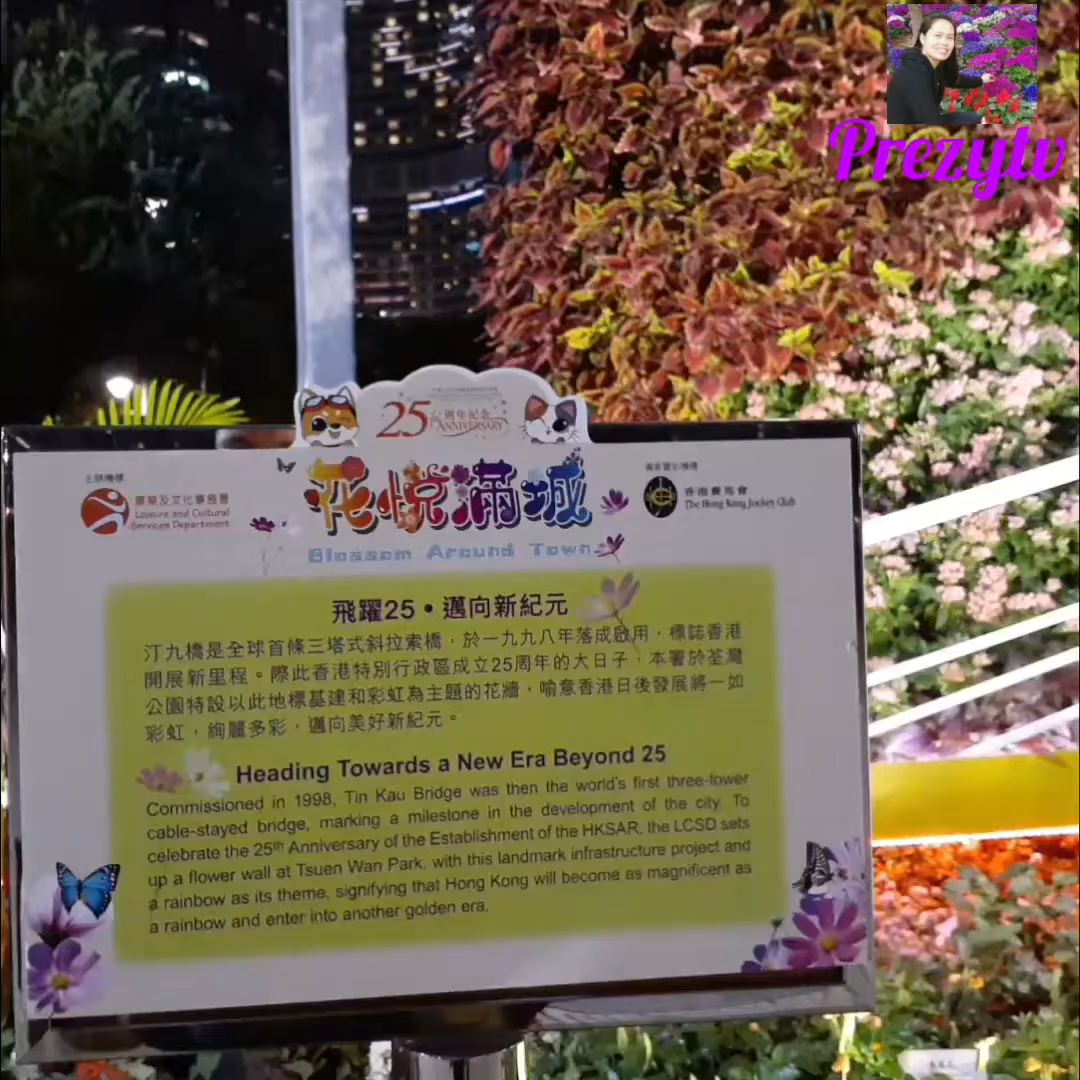 Prezytv
25
周年紀念
TH ANNIVERSARY
主辦機構
康樂及文化事務署
Leisure and Cultural
Services Department
花悅滿城
Blossom Around Town
獨家贊助機構
香港賽馬會
The Hong Kong Jockey Club
飛躍25•邁向新紀元
汀九橋是全球首條三塔式斜拉索橋，於一九九八年落成啟用，標誌香港
開展新里程。際此香港特別行政區成立25周年的大日子，本署於荃灣
公園特設以此地標基建和彩虹為主題的花牆，喻意香港日後發展將一如
彩虹，絢麗多彩，邁向美好新紀元。
Heading Towards a New Era Beyond 25
Commissioned in 1998, Tin Kau Bridge was then the world's first three-tower
cable-stayed bridge, marking a milestone in the development of the city. To
celebrate the 25th Anniversary of the Establishment of the HKSAR, the LCSD sets
up a flower wall at Tsuen Wan Park, with this landmark infrastructure project and
a rainbow as its theme, signifying that Hong Kong will become as magnificent as
a rainbow and enter into another golden era.